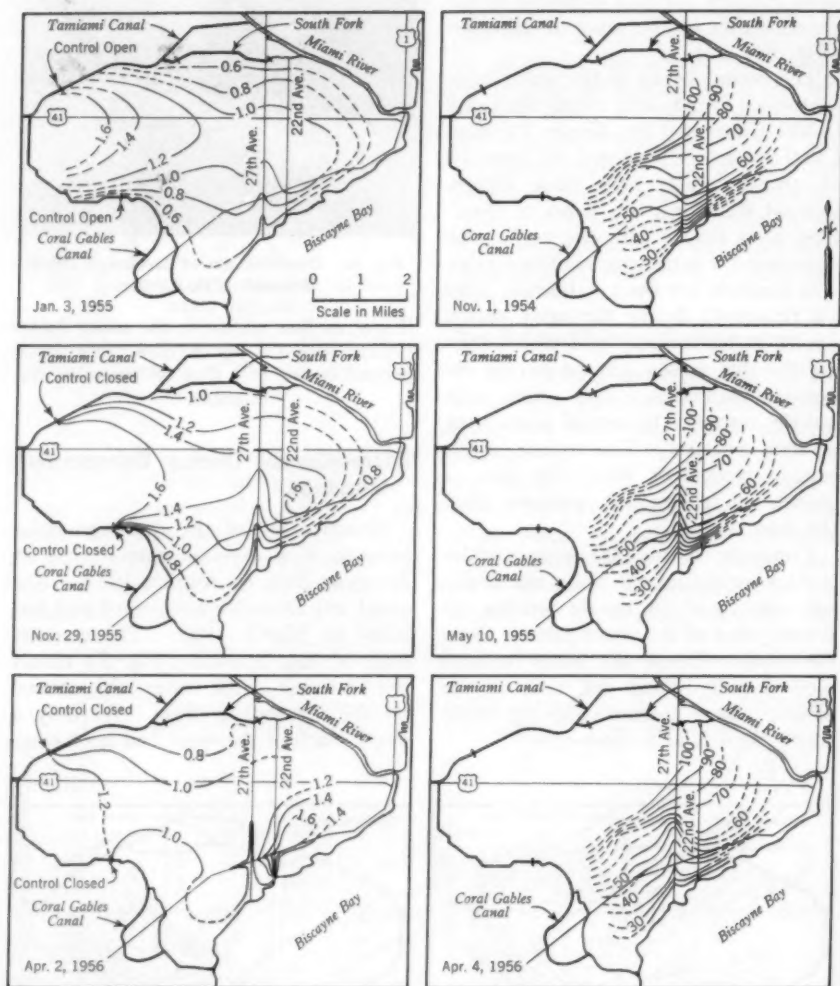 Tamiami Canal
South Fork
Control Open
Miami River
1
0.6
0.8
1.0
41
1.6
1.4
1.2
1.0
0.8
0.6
27th Ave.
22nd Ave.
Control Open
Coral Gables
Canal
Biscayne Bay
0 1 2
Scale in Miles
Jan. 3, 1955
Tamiami Canal
South Fork
Miami River
1
27th Ave.
22nd Ave.
100
90
80
70
60
50
40
30
41
Coral Gables
Canal
Biscayne Bay
N
Nov. 1, 1954
Tamiami Canal
South Fork
Control Closed
Miami River
1
1.0
1.2
1.4
41
1.6
1.4
1.2
1.0
0.8
27th Ave.
22nd Ave.
1.6
0.8
Control Closed
Coral Gables
Canal
Biscayne Bay
Nov. 29, 1955
Tamiami Canal
South Fork
Miami River
1
27th Ave.
22nd Ave.
100
90
80
70
60
50
40
30
41
Coral Gables
Canal
Biscayne Bay
May 10, 1955
Tamiami Canal
South Fork
Control Closed
Miami River
1
0.8
1.0
41
1.2
1.0
27th Ave.
22nd Ave.
1.2
1.4
1.6
1.4
Control Closed
Coral Gables
Canal
Biscayne Bay
Apr. 2, 1956
Tamiami Canal
South Fork
Miami River
1
27th Ave.
22nd Ave.
100
90
80
70
60
50
40
30
41
Coral Gables
Canal
Biscayne Bay
Apr. 4, 1956